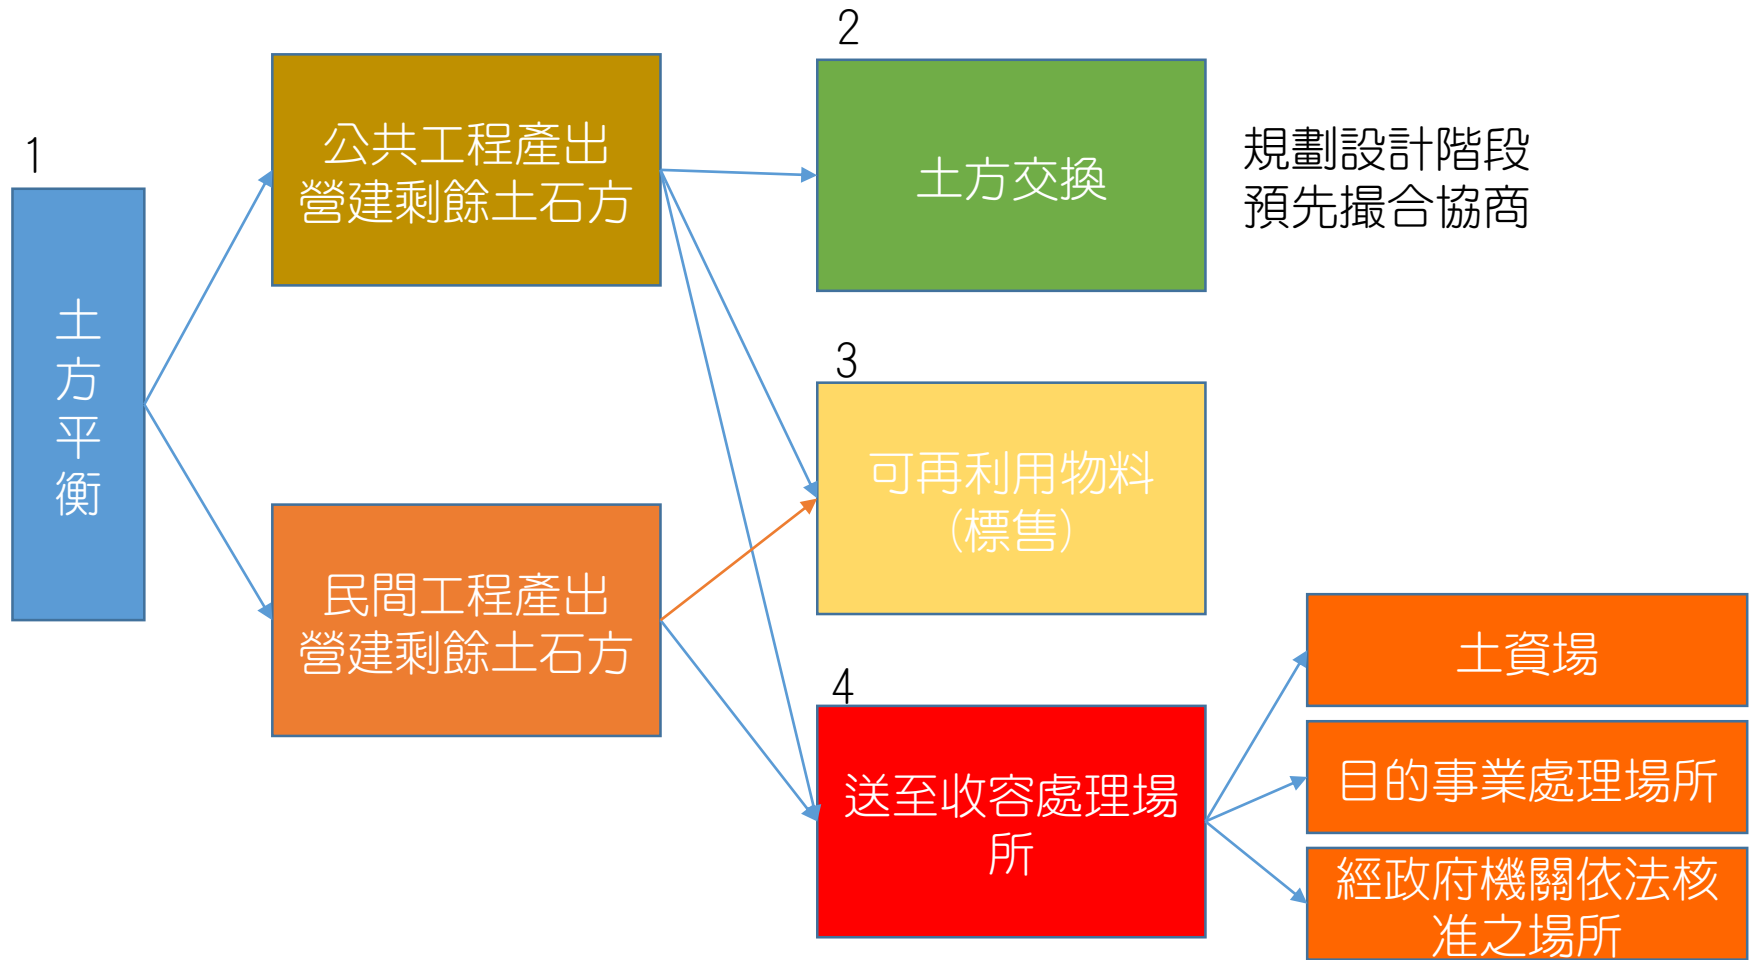 1
土
方
平
衡
公共工程產出
營建剩餘土石方
民間工程產出
營建剩餘土石方
2
土方交換
規劃設計階段
預先撮合協商
3
可再利用物料
(標售)
4
送至收容處理場
所
土資場
目的事業處理場所
經政府機關依法核
准之場所